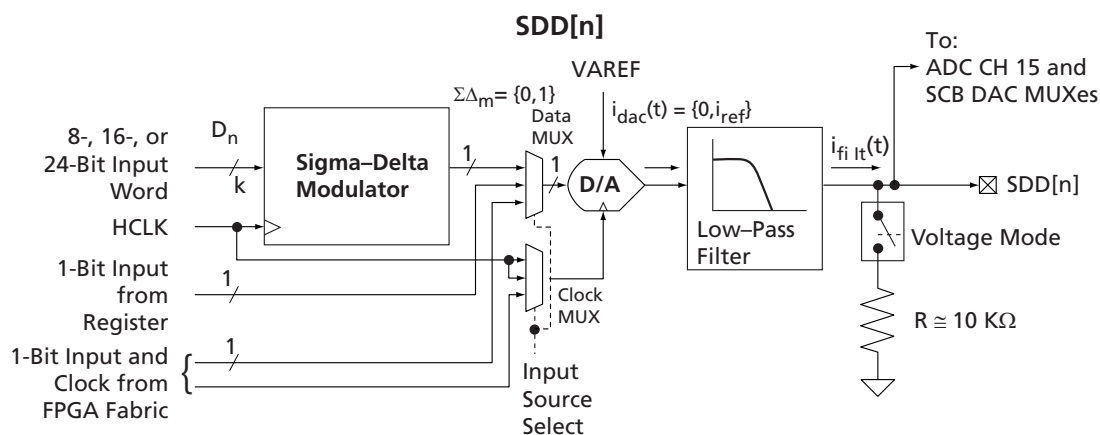 SDD[n]
To:
ADC CH 15 and
SCB DAC MUXes
VAREF
ΣΔm = {0,1}
idac(t) = {0,iref}
Data
MUX
8-, 16-, or
24-Bit Input
Word
Dn
k
Sigma–Delta
Modulator
1
1
D/A
ifi lt(t)
SDD[n]
HCLK
Low–Pass
Filter
Voltage Mode
1-Bit Input
from
Register
1
Clock
MUX
R ≅ 10 KΩ
1-Bit Input and
Clock from
FPGA Fabric
{
1
Input
Source
Select